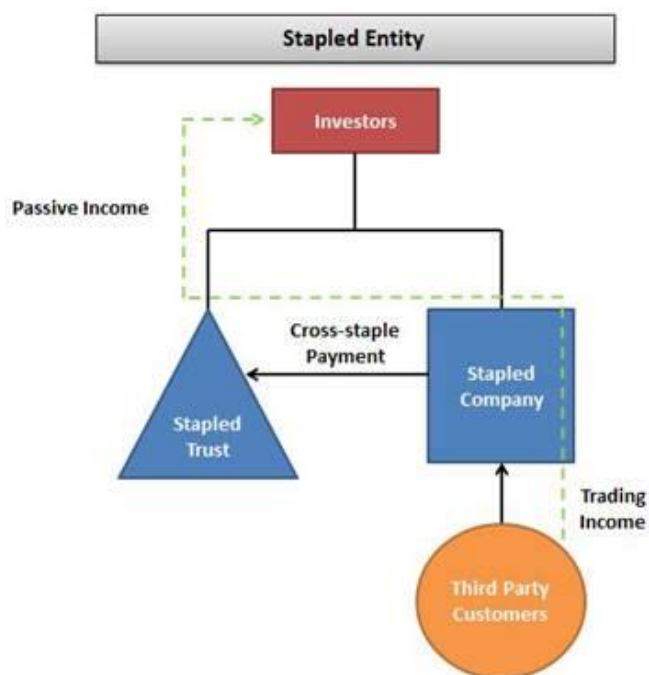 Stapled Entity
Investors
Passive Income
Cross-staple
Payment
Stapled
Company
Stapled
Trust
Trading
Income
Third Party
Customers